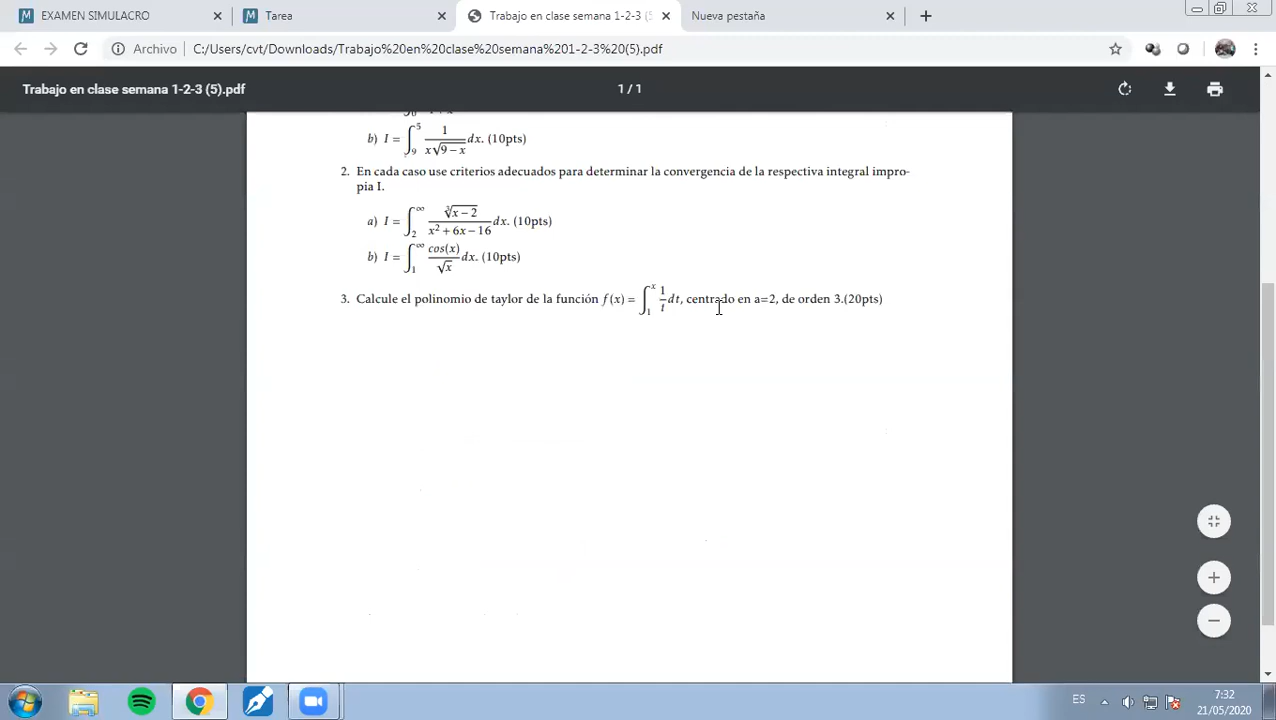 EXAMEN SIMULACRO
Tarea
Trabajo en clase semana 1-2-3 (5
Nueva pestaña
Archivo
C:/Users/cvt/Downloads/Trabajo%20en%20clase%20semana%201-2-3%20(5).pdf
Trabajo en clase semana 1-2-3 (5).pdf
1 / 1
b) I = ∫₉⁵ 1/(x√(9−x)) dx. (10pts)
2. En cada caso use criterios adecuados para determinar la convergencia de la respectiva integral impro-
pia I.
a) I = ∫₂^∞ ∛(x−2)/(x²+6x−16) dx. (10pts)
b) I = ∫₁^∞ cos(x)/√x dx. (10pts)
3. Calcule el polinomio de taylor de la función f(x) = ∫₁ˣ 1/t dt, centrado en a=2, de orden 3.(20pts)
ES
7:32
21/05/2020